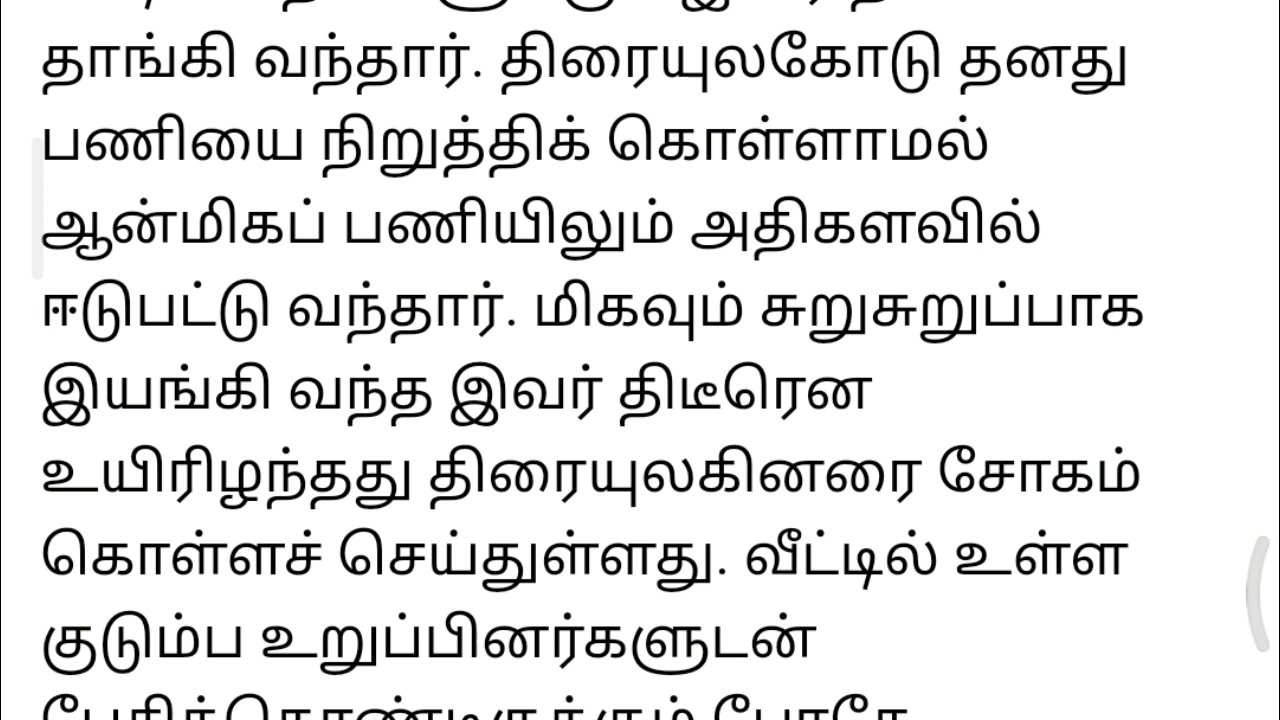 தாங்கி வந்தார். திரையுலகோடு தனது
பணியை நிறுத்திக் கொள்ளாமல்
ஆன்மிகப் பணியிலும் அதிகளவில்
ஈடுபட்டு வந்தார். மிகவும் சுறுசுறுப்பாக
இயங்கி வந்த இவர் திடீரென
உயிரிழந்தது திரையுலகினரை சோகம்
கொள்ளச் செய்துள்ளது. வீட்டில் உள்ள
குடும்ப உறுப்பினர்களுடன்